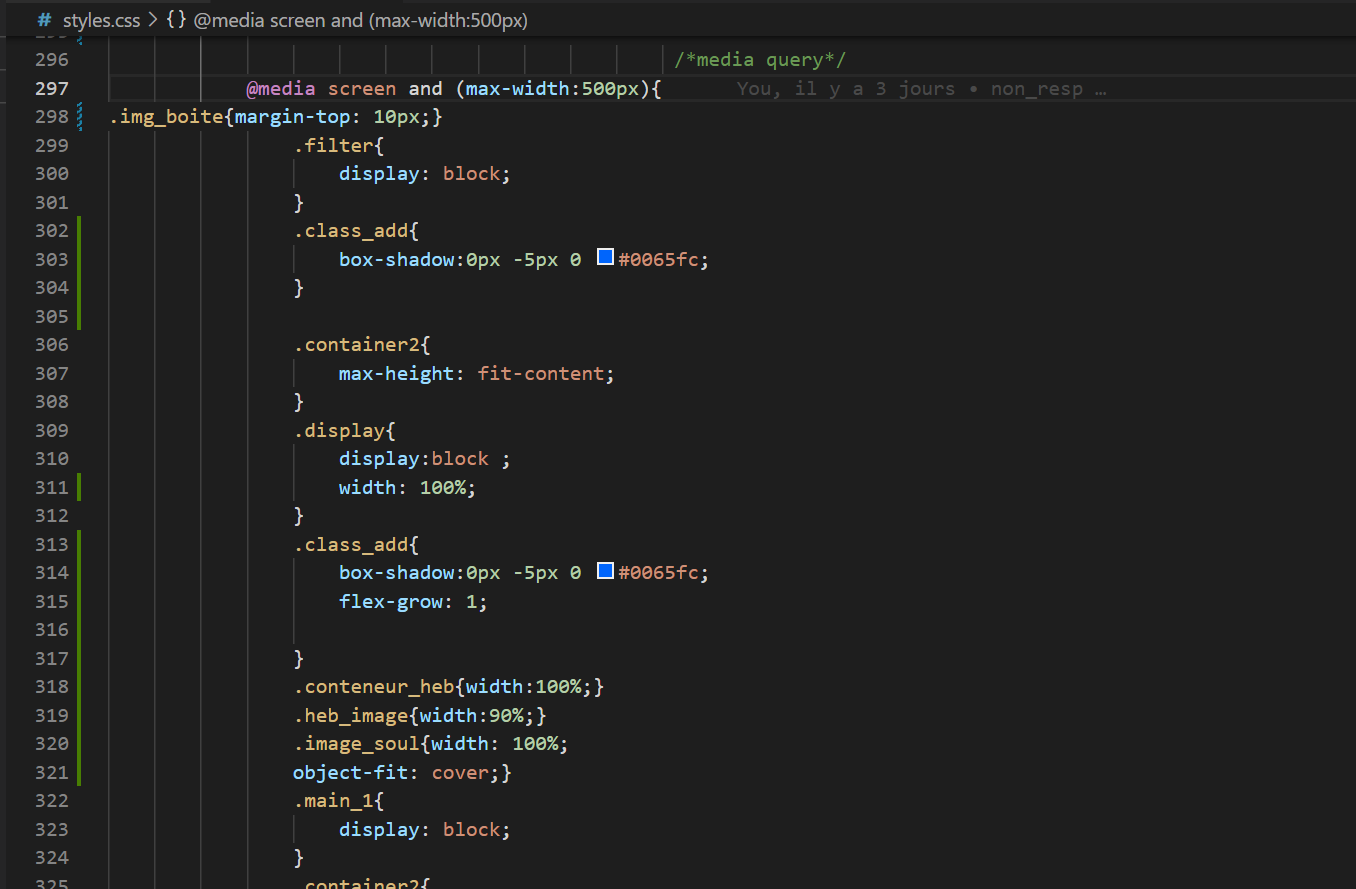 # styles.css > {} @media screen and (max-width:500px)
295
296 /*media query*/
297 @media screen and (max-width:500px){ You, il y a 3 jours • non_resp …
298 .img_boite{margin-top: 10px;}
299 .filter{
300 display: block;
301 }
302 .class_add{
303 box-shadow:0px -5px 0 #0065fc;
304 }
305
306 .container2{
307 max-height: fit-content;
308 }
309 .display{
310 display:block ;
311 width: 100%;
312 }
313 .class_add{
314 box-shadow:0px -5px 0 #0065fc;
315 flex-grow: 1;
316
317 }
318 .conteneur_heb{width:100%;}
319 .heb_image{width:90%;}
320 .image_soul{width: 100%;
321 object-fit: cover;}
322 .main_1{
323 display: block;
324 }
325 .container2{